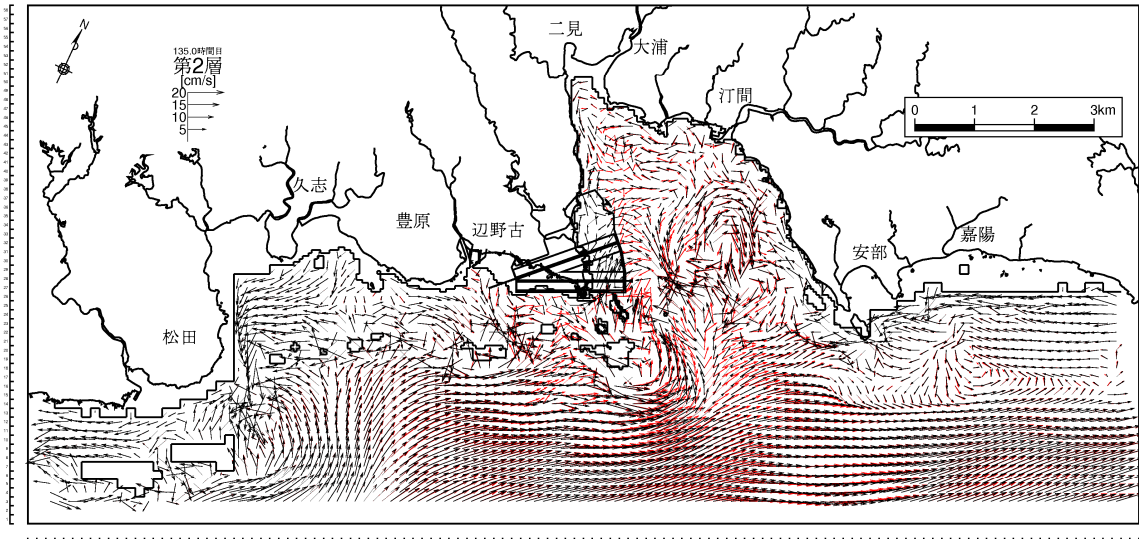 N
135.0時間目
第2層
[cm/s]
20
15
10
5
二見
大浦
汀間
0 1 2 3km
久志
豊原
辺野古
安部
嘉陽
松田